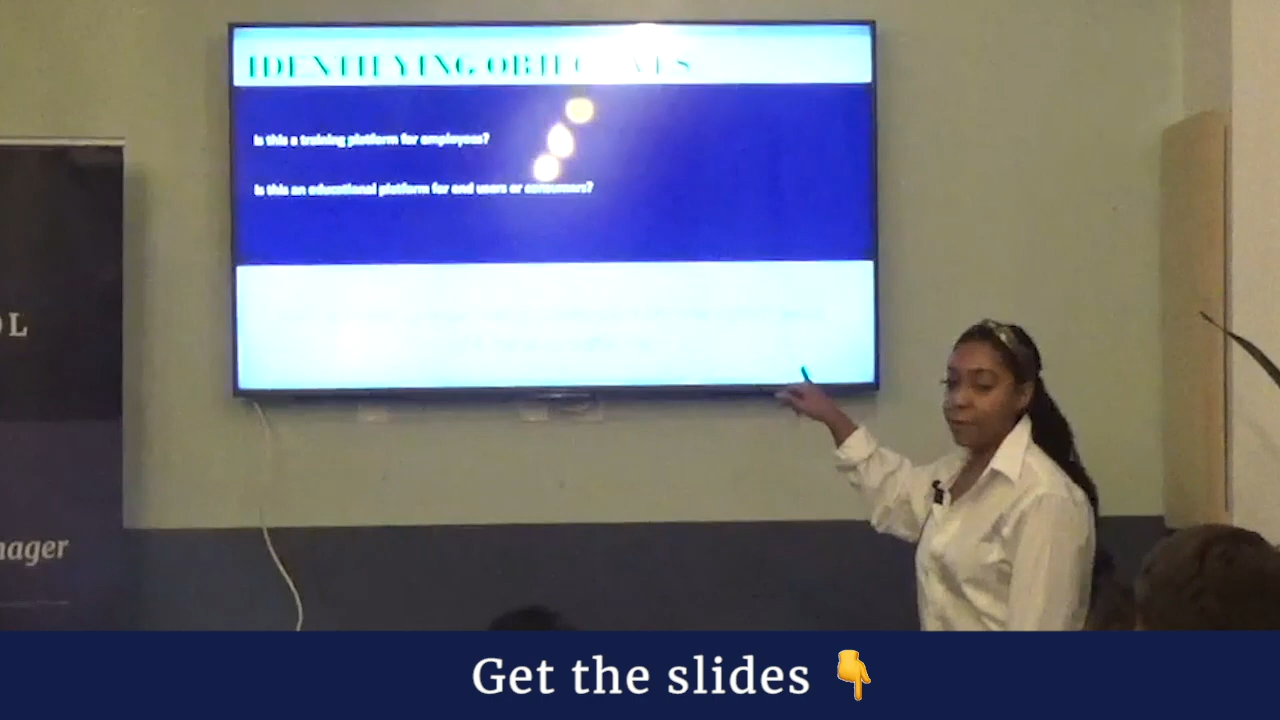 IDENTIFYING OBJECTIVES
Is this a training platform for employees?
Is this an educational platform for end users or consumers?
OL
nager
Get the slides 👇